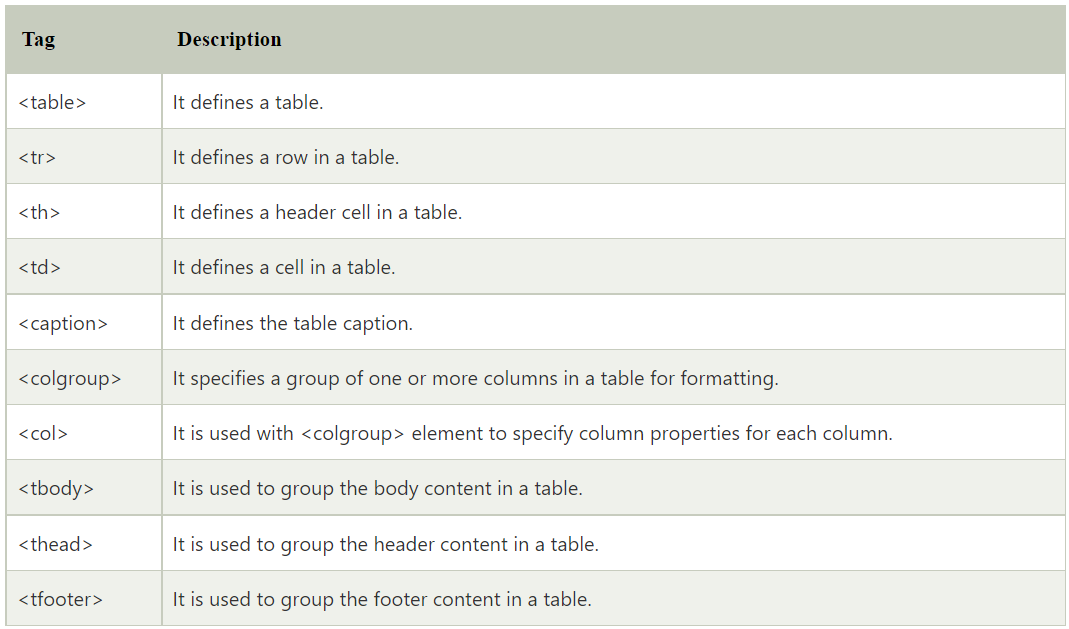 Tag Description
<table> It defines a table.
<tr> It defines a row in a table.
<th> It defines a header cell in a table.
<td> It defines a cell in a table.
<caption> It defines the table caption.
<colgroup> It specifies a group of one or more columns in a table for formatting.
<col> It is used with <colgroup> element to specify column properties for each column.
<tbody> It is used to group the body content in a table.
<thead> It is used to group the header content in a table.
<tfooter> It is used to group the footer content in a table.